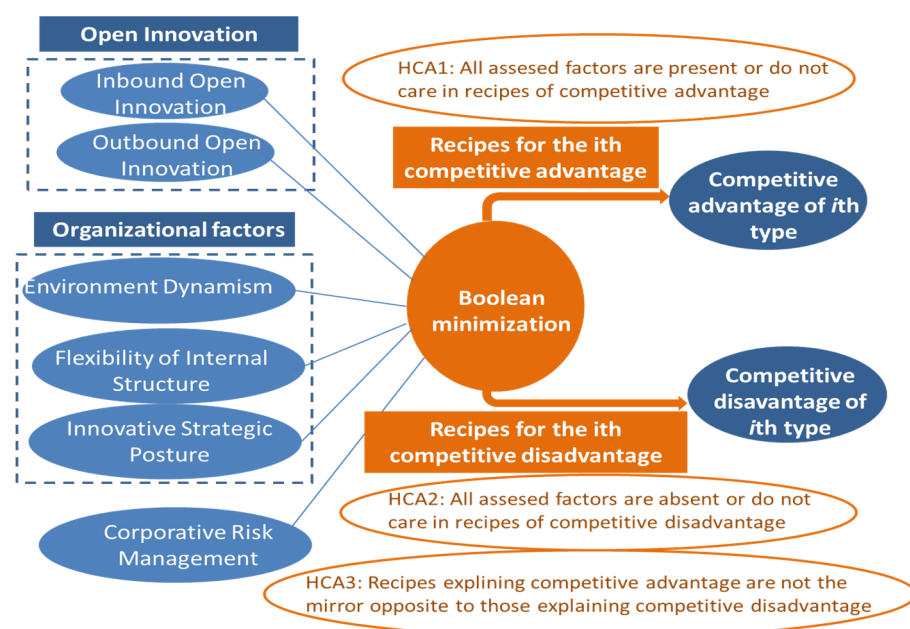 Open Innovation
Inbound Open
Innovation
Outbound Open
Innovation
Organizational factors
Environment Dynamism
Flexibility of Internal
Structure
Innovative Strategic
Posture
Corporative Risk
Management
HCA1: All assesed factors are present or do not
care in recipes of competitive advantage
Recipes for the ith
competitive advantage
Competitive
advantage of ith
type
Boolean
minimization
Competitive
disavantage of
ith type
Recipes for the ith
competitive disadvantage
HCA2: All assesed factors are absent or do not
care in recipes of competitive disadvantage
HCA3: Recipes explining competitive advantage are not the
mirror opposite to those explaining competitive disadvantage